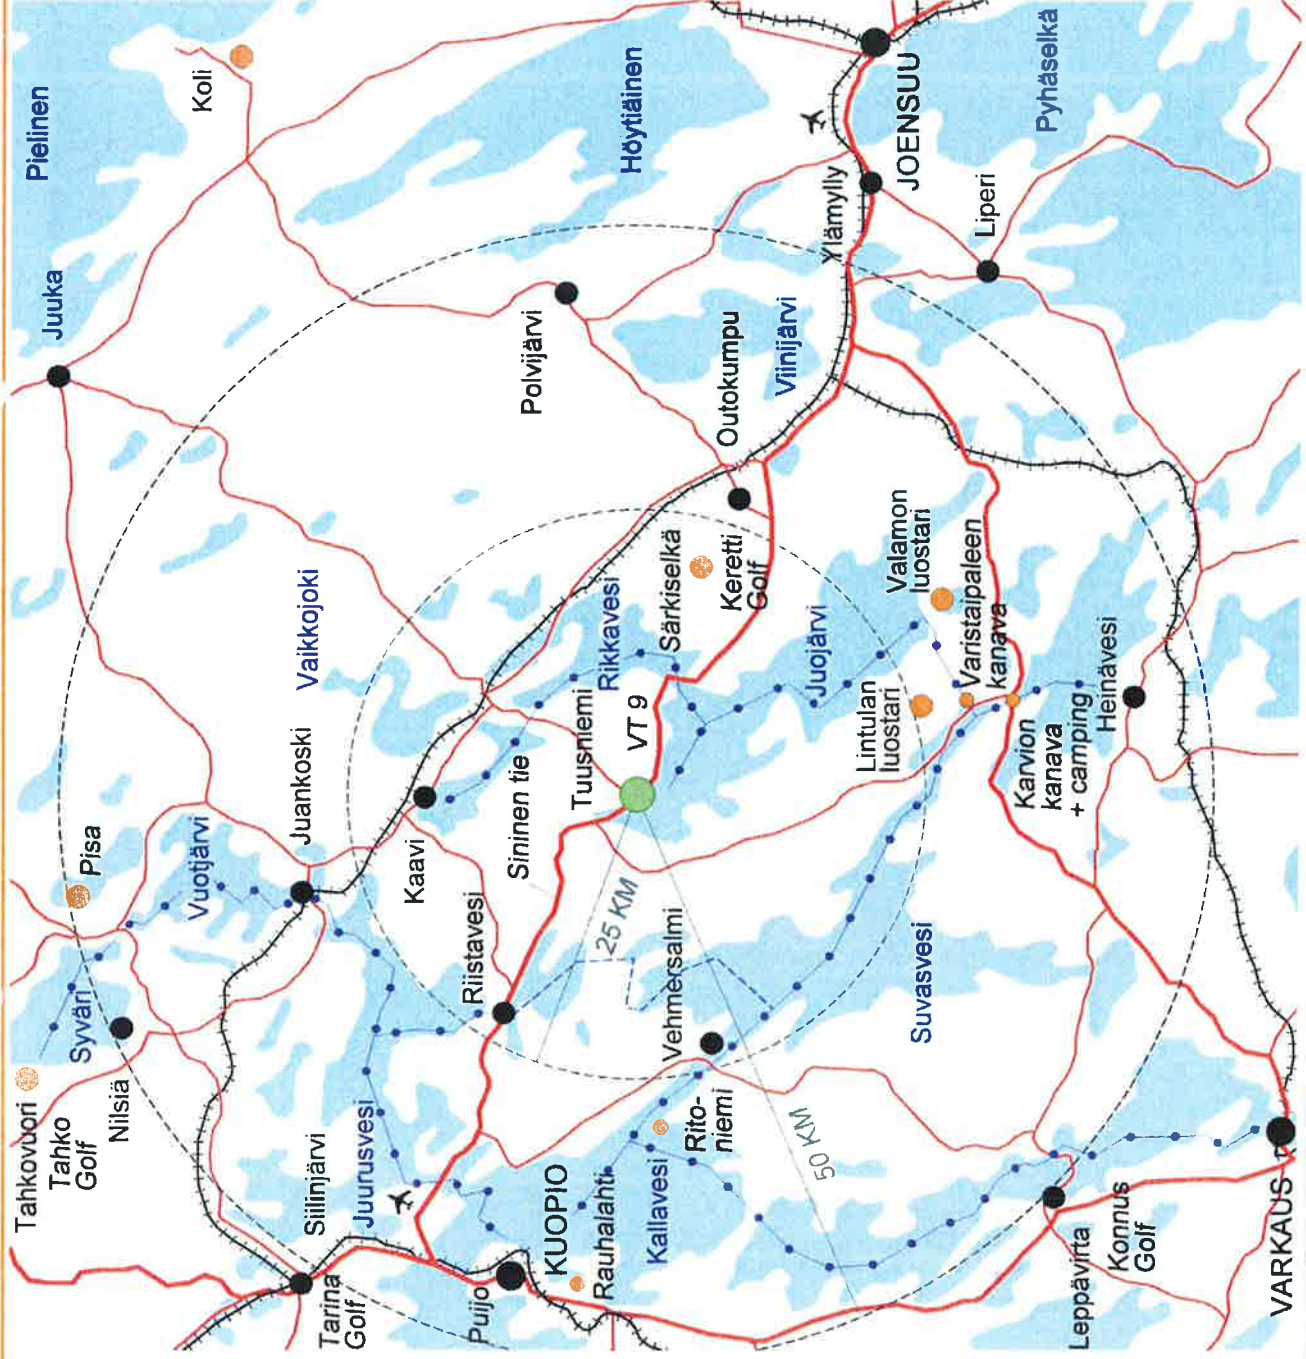 Tahkovuori
Tahko
Golf
Nilsiä
Syväri
Pisa
Vuotjärvi
Juankoski
Vaikkojoki
Juuka
Pielinen
Koli
Siilinjärvi
Tarina
Golf
Juurusvesi
Riistavesi
Kaavi
Sininen tie
Tuusniemi
VT 9
Rikkavesi
Särkiselkä
Keretti
Golf
Polvijärvi
Outokumpu
Viinijärvi
Höytiäinen
Ylämylly
JOENSUU
Liperi
Pyhäselkä
Puijo
KUOPIO
Rauhalahti
Kallavesi
Rito-
niemi
Vehmersalmi
25 KM
50 KM
Suvasvesi
Juojärvi
Lintulan
luostari
Valamon
luostari
Varistaipaleen
kanava
Karvion
kanava
+ camping
Heinävesi
Leppävirta
Konnus
Golf
VARKAUS